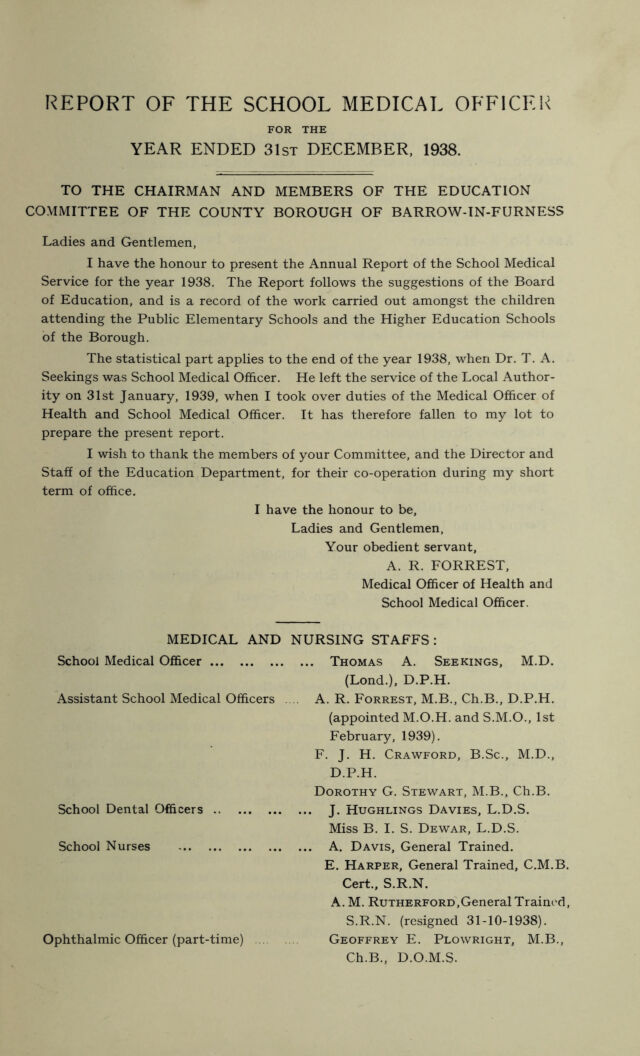 REPORT OF THE SCHOOL MEDICAL OFFICER
FOR THE
YEAR ENDED 31ST DECEMBER, 1938.
TO THE CHAIRMAN AND MEMBERS OF THE EDUCATION
COMMITTEE OF THE COUNTY BOROUGH OF BARROW-IN-FURNESS
Ladies and Gentlemen,
I have the honour to present the Annual Report of the School Medical
Service for the year 1938. The Report follows the suggestions of the Board
of Education, and is a record of the work carried out amongst the children
attending the Public Elementary Schools and the Higher Education Schools
of the Borough.
The statistical part applies to the end of the year 1938, when Dr. T. A.
Seekings was School Medical Officer. He left the service of the Local Author-
ity on 31st January, 1939, when I took over duties of the Medical Officer of
Health and School Medical Officer. It has therefore fallen to my lot to
prepare the present report.
I wish to thank the members of your Committee, and the Director and
Staff of the Education Department, for their co-operation during my short
term of office.
I have the honour to be,
Ladies and Gentlemen,
Your obedient servant,
A. R. FORREST,
Medical Officer of Health and
School Medical Officer.
MEDICAL AND NURSING STAFFS:
School Medical Officer ... ... ... ... THOMAS A. SEEKINGS, M.D.
(Lond.), D.P.H.
Assistant School Medical Officers .... A. R. FORREST, M.B., Ch.B., D.P.H.
(appointed M.O.H. and S.M.O., 1st
February, 1939).
F. J. H. CRAWFORD, B.Sc., M.D.,
D.P.H.
DOROTHY G. STEWART, M.B., Ch.B.
School Dental Officers .. ... ... ... J. HUGHLINGS DAVIES, L.D.S.
Miss B. I. S. DEWAR, L.D.S.
School Nurses ... ... ... ... ... A. DAVIS, General Trained.
E. HARPER, General Trained, C.M.B.
Cert., S.R.N.
A. M. RUTHERFORD, General Trained,
S.R.N. (resigned 31-10-1938).
Ophthalmic Officer (part-time) .... .... GEOFFREY E. PLOWRIGHT, M.B.,
Ch.B., D.O.M.S.